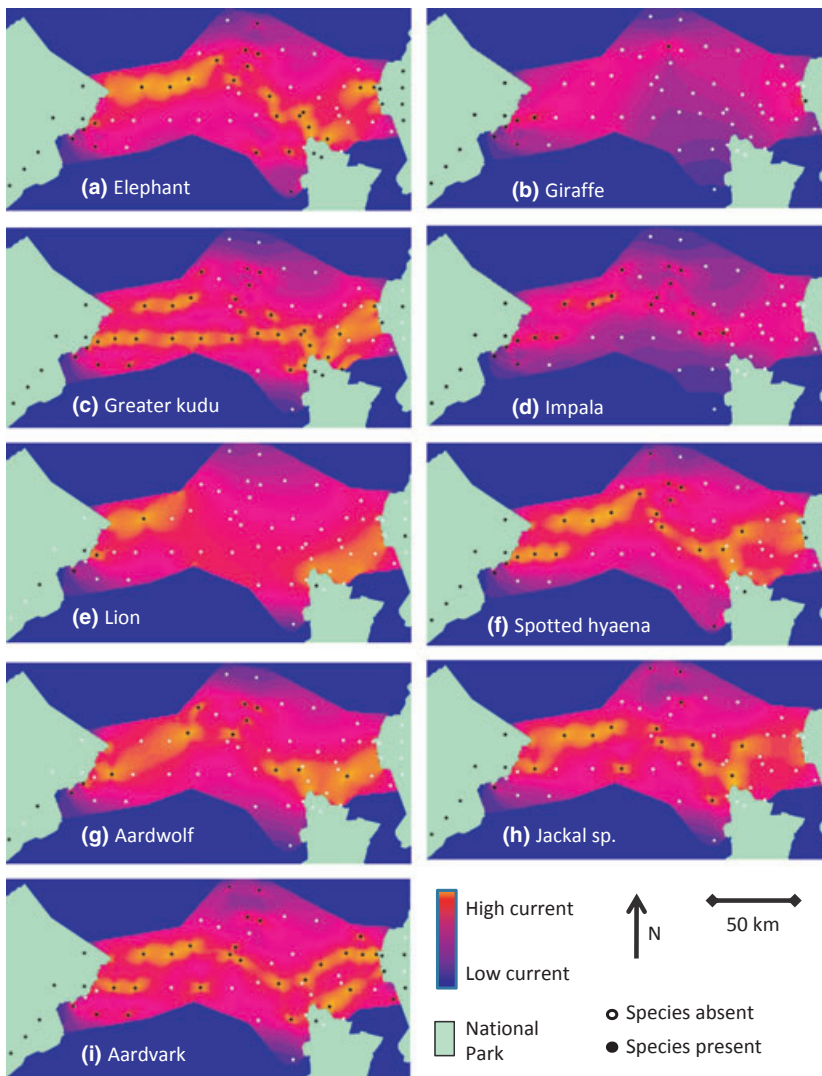 (a) Elephant
(b) Giraffe
(c) Greater kudu
(d) Impala
(e) Lion
(f) Spotted hyaena
(g) Aardwolf
(h) Jackal sp.
(i) Aardvark
High current
Low current
N
50 km
National
Park
Species absent
Species present